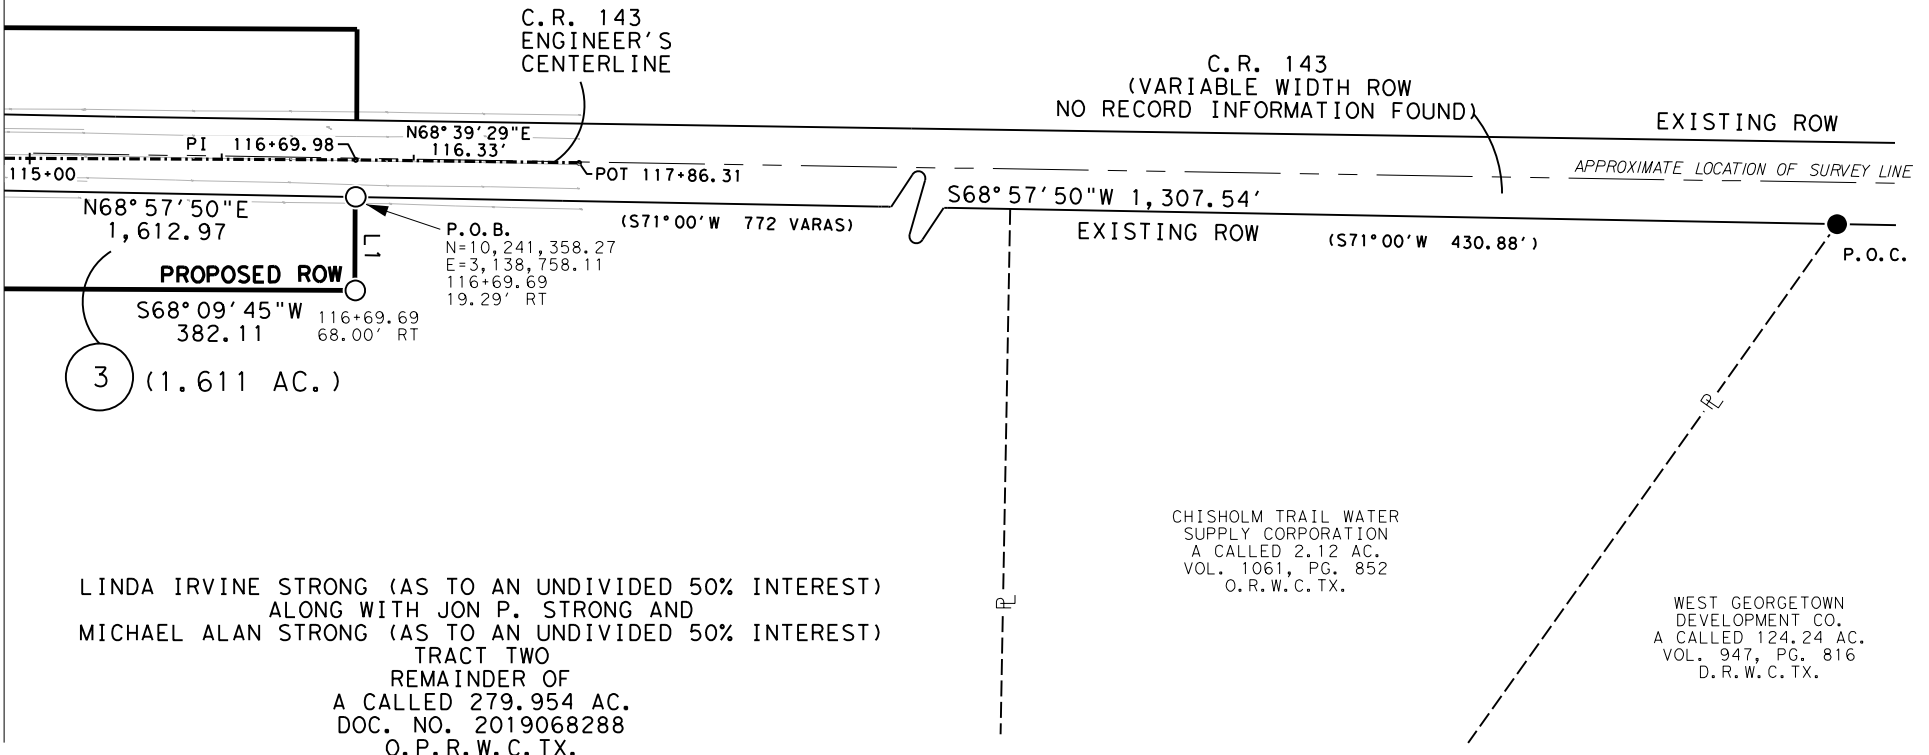 C.R. 143
ENGINEER'S
CENTERLINE
C.R. 143
(VARIABLE WIDTH ROW
NO RECORD INFORMATION FOUND)
EXISTING ROW
PI 116+69.98
N68°39'29"E
116.33'
APPROXIMATE LOCATION OF SURVEY LINE
115+00
POT 117+86.31
S68°57'50"W 1,307.54'
N68°57'50"E
1,612.97
(S71°00'W 772 VARAS)
EXISTING ROW
(S71°00'W 430.88')
P.O.C.
L1
P.O.B.
N=10,241,358.27
E=3,138,758.11
116+69.69
19.29' RT
PROPOSED ROW
S68°09'45"W
382.11
116+69.69
68.00' RT
3 (1.611 AC.)
PL
PL
CHISHOLM TRAIL WATER
SUPPLY CORPORATION
A CALLED 2.12 AC.
VOL. 1061, PG. 852
O.R.W.C.TX.
LINDA IRVINE STRONG (AS TO AN UNDIVIDED 50% INTEREST)
ALONG WITH JON P. STRONG AND
MICHAEL ALAN STRONG (AS TO AN UNDIVIDED 50% INTEREST)
TRACT TWO
REMAINDER OF
A CALLED 279.954 AC.
DOC. NO. 2019068288
O.P.R.W.C.TX.
WEST GEORGETOWN
DEVELOPMENT CO.
A CALLED 124.24 AC.
VOL. 947, PG. 816
D.R.W.C.TX.